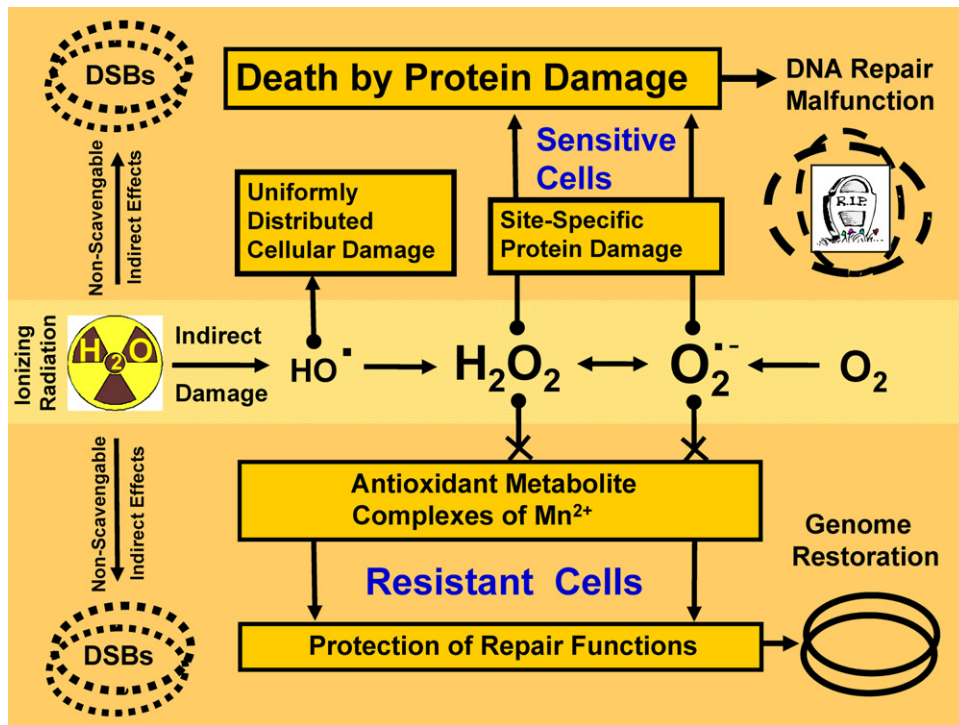 DSBs
Death by Protein Damage
DNA Repair
Malfunction
Sensitive
Cells
R.I.P.
Uniformly
Distributed
Cellular Damage
Site-Specific
Protein Damage
Non-Scavengable
Indirect Effects
Ionizing
Radiation
H2O
Indirect
Damage
HO•
H₂O₂
O₂•-
O₂
Non-Scavengable
Indirect Effects
Antioxidant Metabolite
Complexes of Mn²⁺
Genome
Restoration
Resistant Cells
DSBs
Protection of Repair Functions